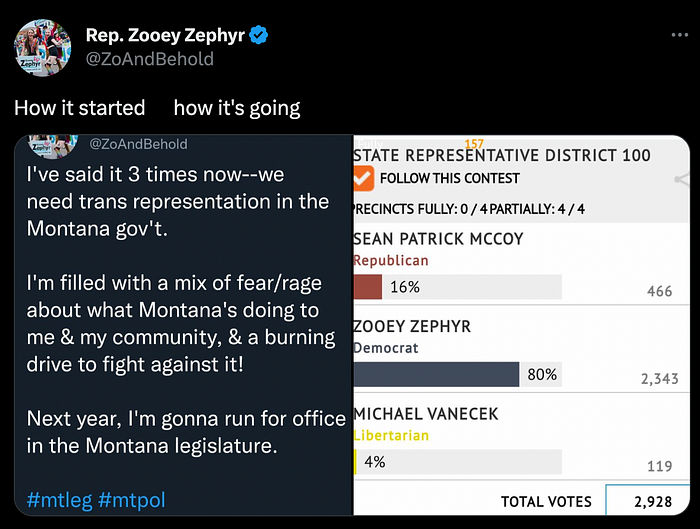 Rep. Zooey Zephyr
@ZoAndBehold
How it started how it's going
@ZoAndBehold
I've said it 3 times now--we
need trans representation in the
Montana gov't.
I'm filled with a mix of fear/rage
about what Montana's doing to
me & my community, & a burning
drive to fight against it!
Next year, I'm gonna run for office
in the Montana legislature.
#mtleg #mtpol
157
STATE REPRESENTATIVE DISTRICT 100
FOLLOW THIS CONTEST
PRECINCTS FULLY: 0 / 4 PARTIALLY: 4 / 4
SEAN PATRICK MCCOY
Republican
16%
466
ZOOEY ZEPHYR
Democrat
80%
2,343
MICHAEL VANECEK
Libertarian
4%
119
TOTAL VOTES 2,928